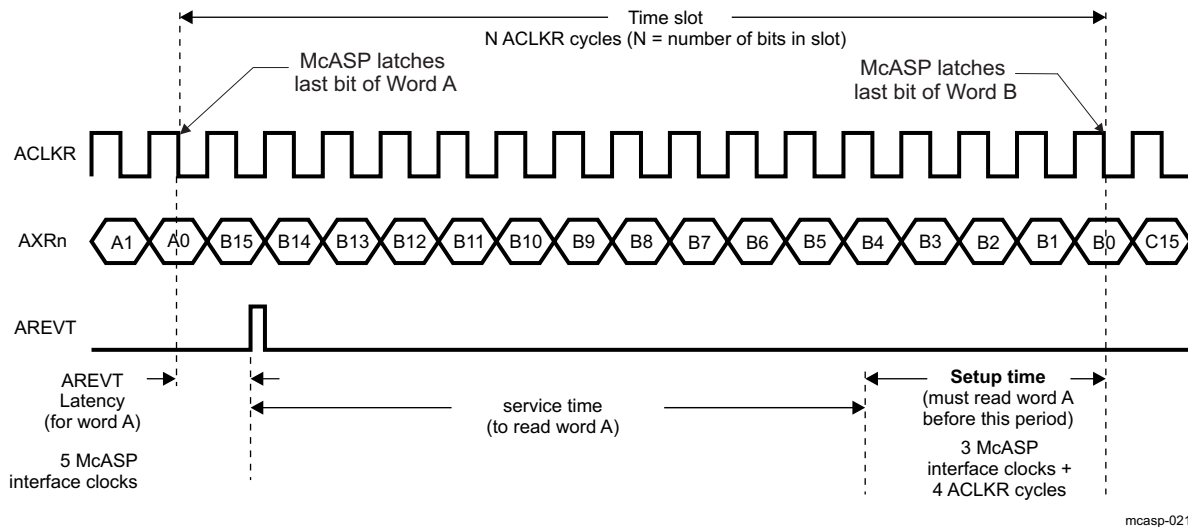 Time slot
N ACLKR cycles (N = number of bits in slot)
McASP latches
last bit of Word A
McASP latches
last bit of Word B
ACLKR
AXRn
A1 A0 B15 B14 B13 B12 B11 B10 B9 B8 B7 B6 B5 B4 B3 B2 B1 B0 C15
AREVT
AREVT
Latency
(for word A)
5 McASP
interface clocks
service time
(to read word A)
Setup time
(must read word A
before this period)
3 McASP
interface clocks +
4 ACLKR cycles
mcasp-021